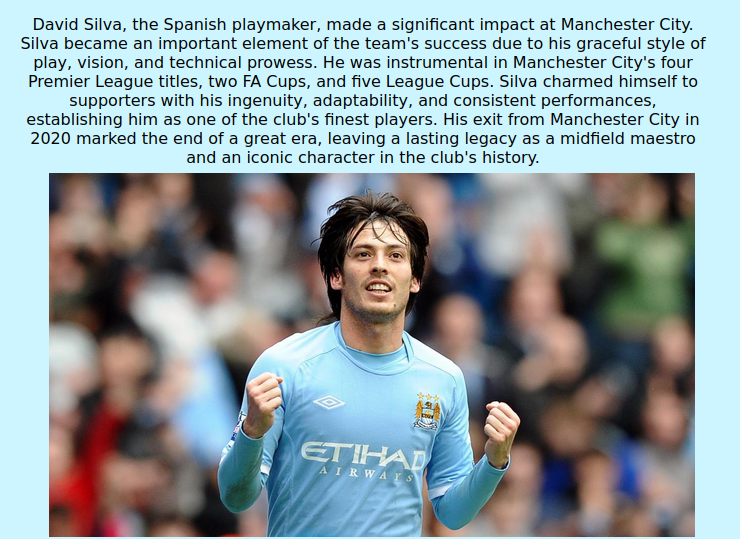 David Silva, the Spanish playmaker, made a significant impact at Manchester City.
Silva became an important element of the team's success due to his graceful style of
play, vision, and technical prowess. He was instrumental in Manchester City's four
Premier League titles, two FA Cups, and five League Cups. Silva charmed himself to
supporters with his ingenuity, adaptability, and consistent performances,
establishing him as one of the club's finest players. His exit from Manchester City in
2020 marked the end of a great era, leaving a lasting legacy as a midfield maestro
and an iconic character in the club's history.
ETIHAD
AIRWAYS